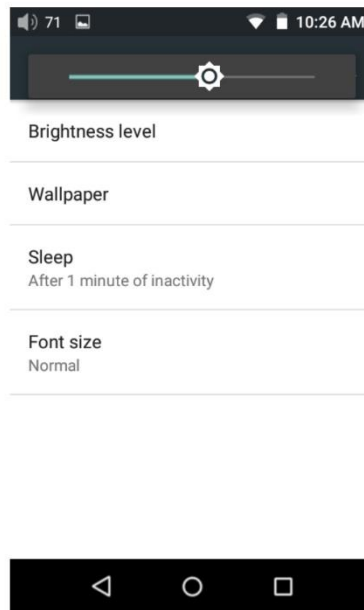 71
10:26 AM
Brightness level
Wallpaper
Sleep
After 1 minute of inactivity
Font size
Normal